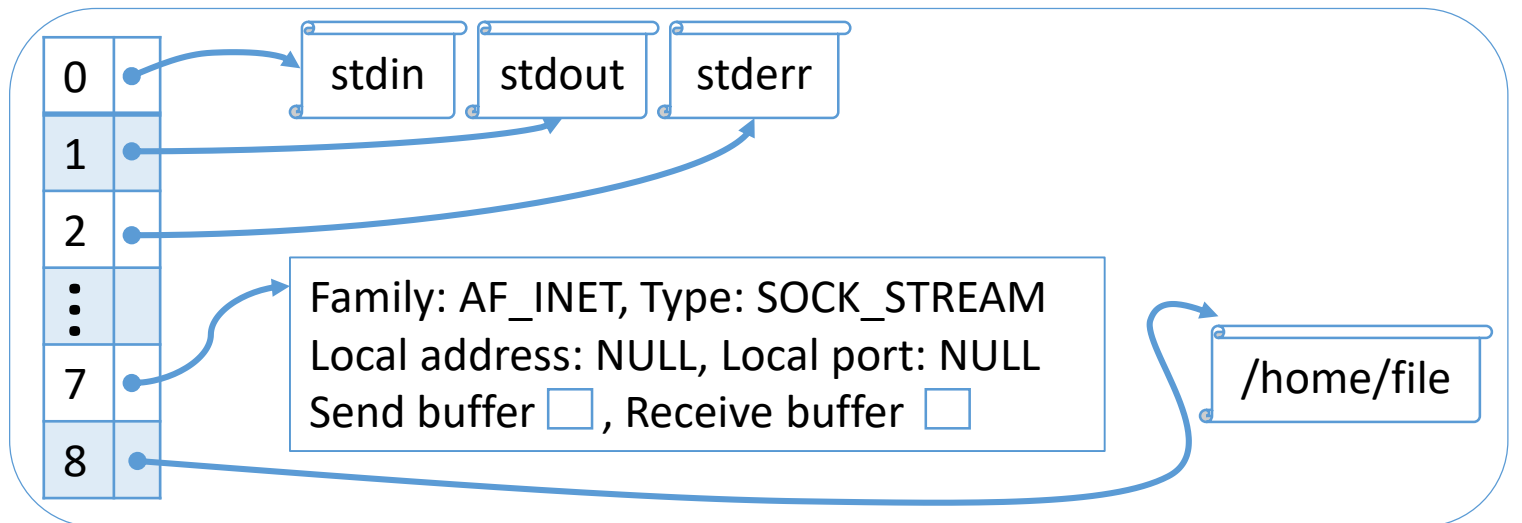 0
stdin
stdout
stderr
1
2
⋮
Family: AF_INET, Type: SOCK_STREAM
Local address: NULL, Local port: NULL
7
/home/file
Send buffer , Receive buffer
8